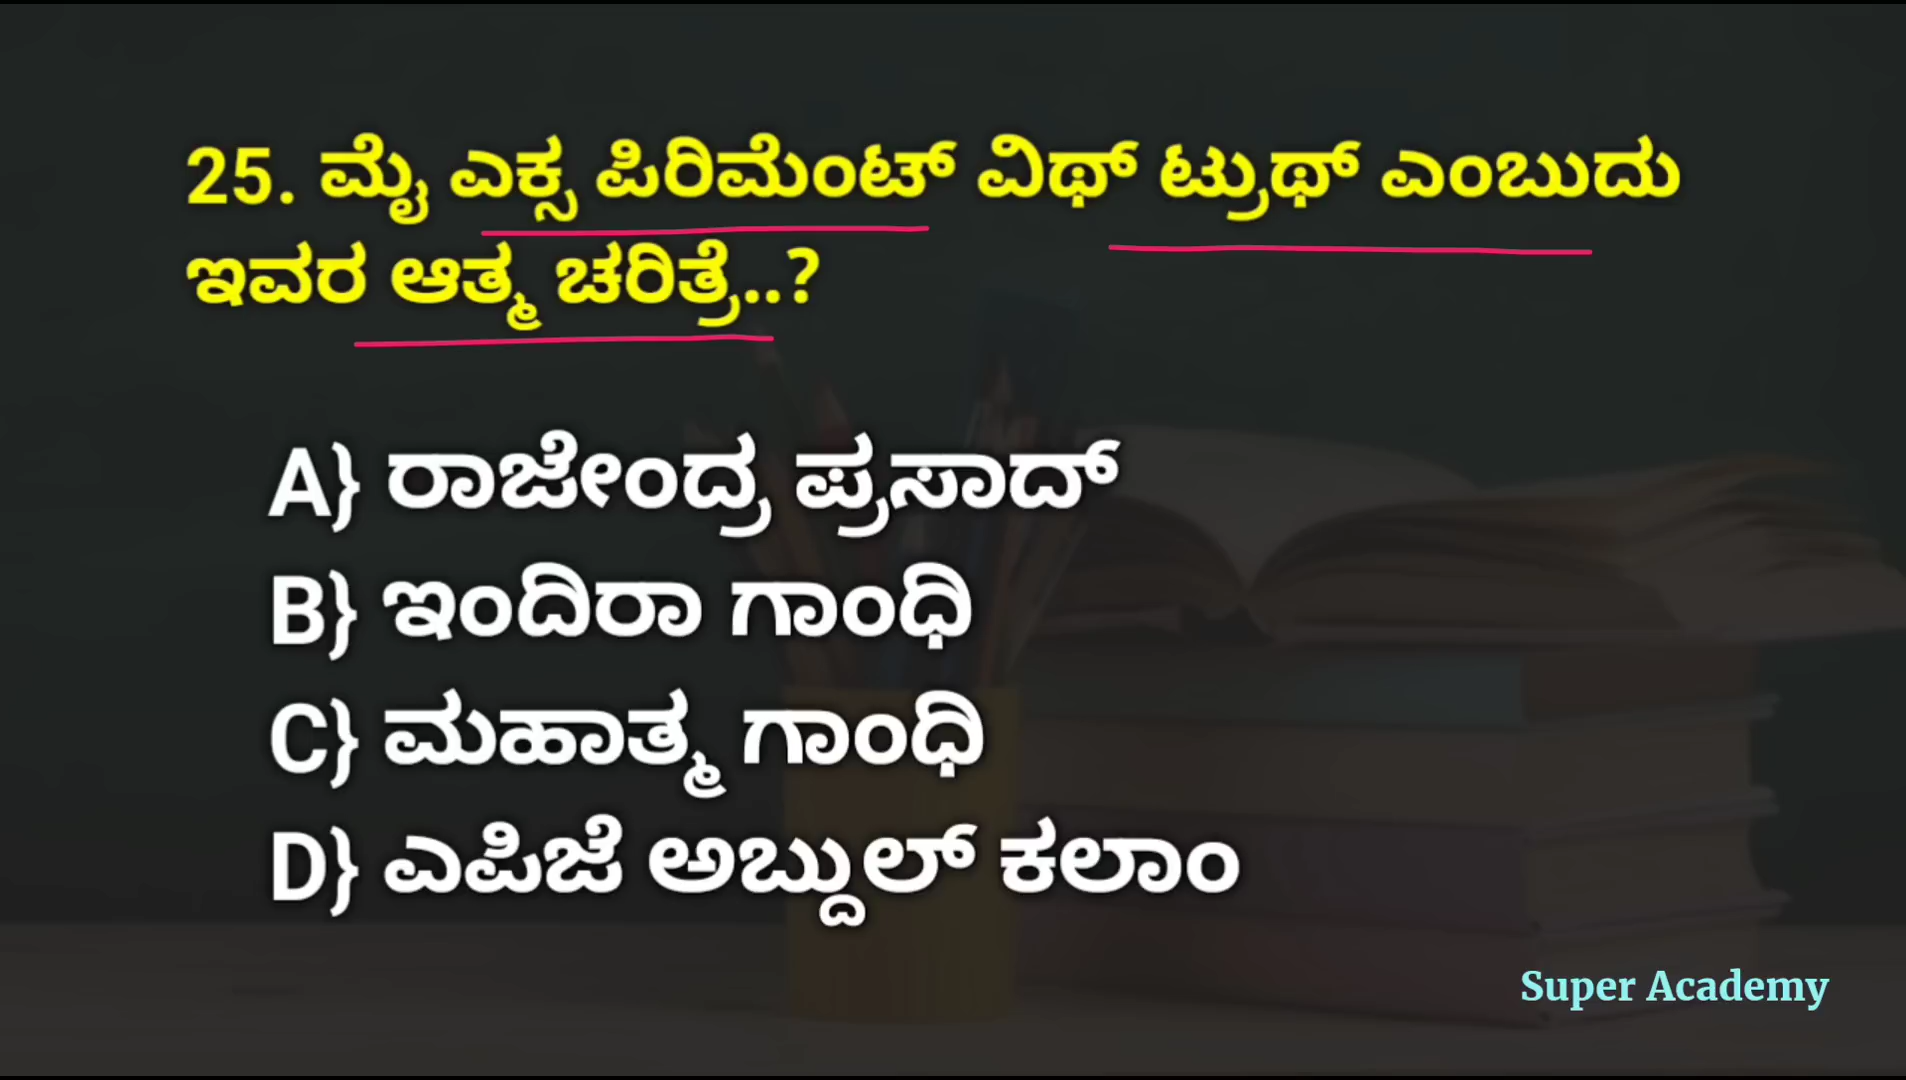 25. ಮೈ ಎಕ್ಸ ಪಿರಿಮೆಂಟ್ ವಿಥ್ ಟ್ರುಥ್ ಎಂಬುದು
ಇವರ ಆತ್ಮ ಚರಿತ್ರೆ..?
A} ರಾಜೇಂದ್ರ ಪ್ರಸಾದ್
B} ಇಂದಿರಾ ಗಾಂಧಿ
C} ಮಹಾತ್ಮ ಗಾಂಧಿ
D} ಎಪಿಜೆ ಅಬ್ದುಲ್ ಕಲಾಂ
Super Academy